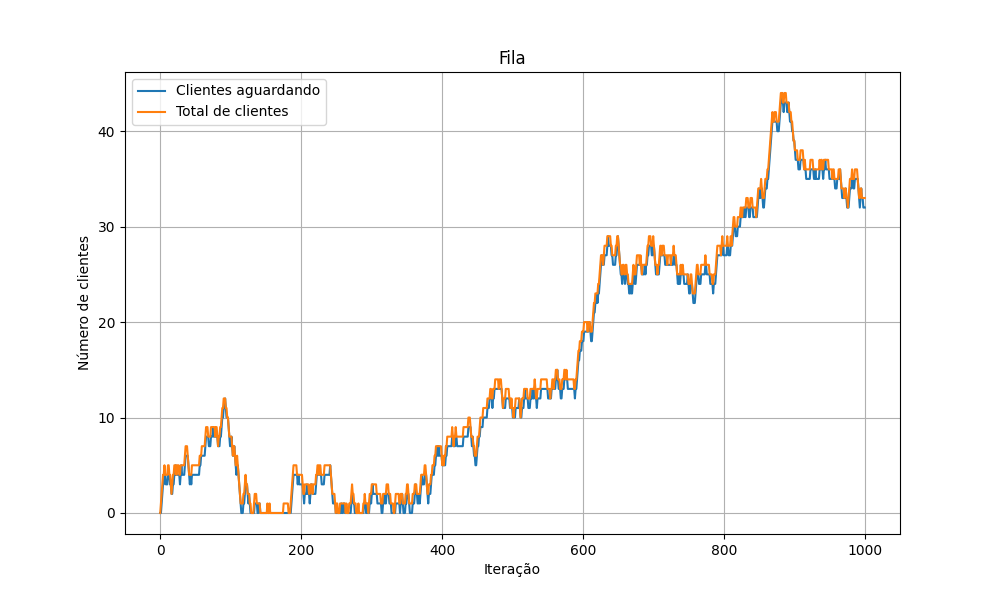 Fila
Clientes aguardando
Total de clientes
Número de clientes
40
30
20
10
0
0 200 400 600 800 1000
Iteração